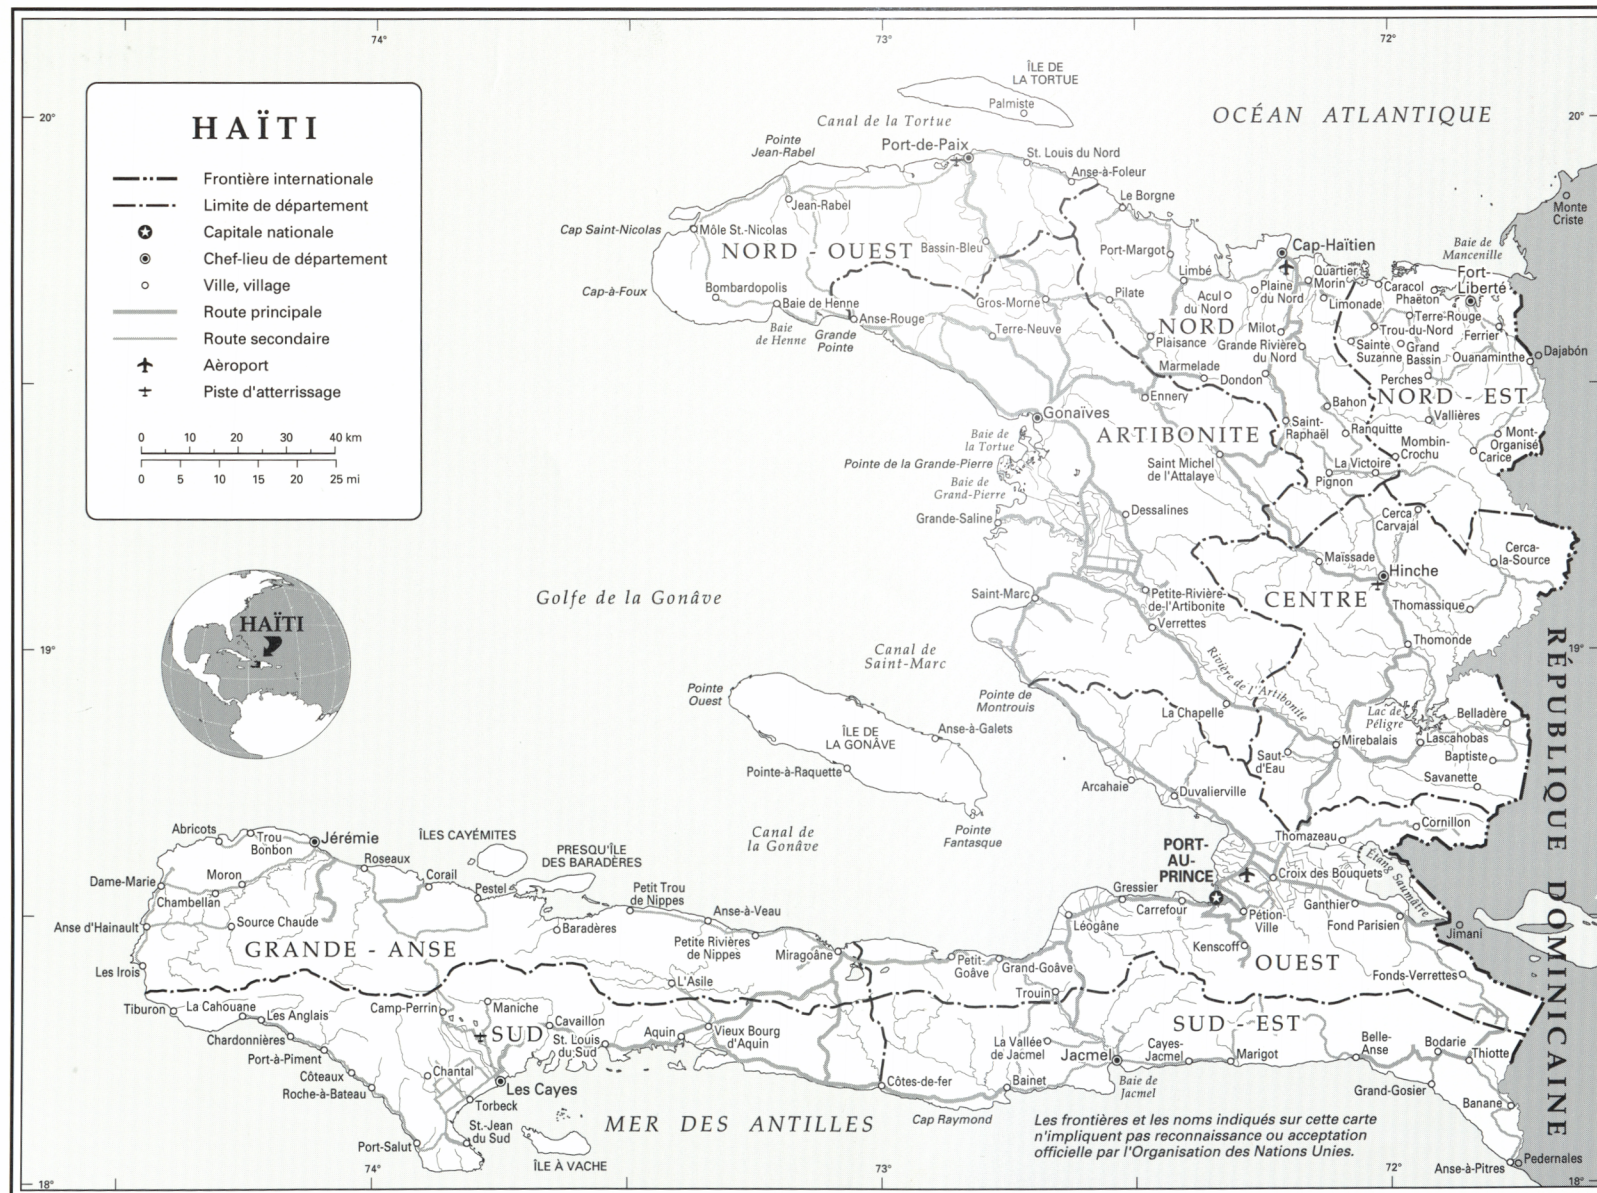 74°
73°
72°
20°
20°
19°
19°
18°
18°
74°
73°
72°
HAÏTI
Frontière internationale
Limite de département
Capitale nationale
Chef-lieu de département
Ville, village
Route principale
Route secondaire
Aèroport
Piste d'atterrissage
0 10 20 30 40 km
0 5 10 15 20 25 mi
HAÏTI
OCÉAN ATLANTIQUE
ÎLE DE
LA TORTUE
Palmiste
Canal de la Tortue
Pointe
Jean-Rabel
Port-de-Paix
St. Louis du Nord
Anse-à-Foleur
Le Borgne
Jean-Rabel
Cap Saint-Nicolas
Môle St.-Nicolas
NORD - OUEST
Bassin-Bleu
Port-Margot
Cap-Haïtien
Monte
Criste
Baie de
Mancenille
Fort-
Liberté
Cap-à-Foux
Bombardopolis
Baie de Henne
Baie
de Henne
Grande
Pointe
Anse-Rouge
Gros-Morne
Terre-Neuve
Pilate
Limbé
Acul
du Nord
Plaine
du Nord
Quartier
Morin
Limonade
Caracol
Phaëton
Terre-Rouge
Trou-du-Nord
Ferrier
NORD
Plaisance
Milot
Grande Rivière
du Nord
Sainte
Suzanne
Grand
Bassin
Ouanaminthe
Dajabón
Marmelade
Dondon
Perches
NORD - EST
Ennery
Bahon
Vallières
Gonaïves
ARTIBONITE
Saint-
Raphaël
Ranquitte
Mombin-
Crochu
Mont-
Organisé
Carice
Baie de
la Tortue
Pointe de la Grande-Pierre
Baie de
Grand-Pierre
Saint Michel
de l'Attalaye
La Victoire
Pignon
Grande-Saline
Dessalines
Cerca
Carvajal
Maïssade
Hinche
Cerca-
la-Source
Golfe de la Gonâve
Saint-Marc
Petite-Rivière-
de-l'Artibonite
Verrettes
CENTRE
Thomassique
Thomonde
Canal de
Saint-Marc
Rivière de l'Artibonite
Pointe
Ouest
Pointe de
Montrouis
La Chapelle
Lac de
Péligre
Belladère
ÎLE DE
LA GONÂVE
Anse-à-Galets
Pointe-à-Raquette
Saut-
d'Eau
Mirebalais
Lascahobas
Baptiste
Savanette
Arcahaie
Duvalierville
Pointe
Fantasque
Canal de
la Gonâve
Cornillon
Thomazeau
PORT-
AU-
PRINCE
Croix des Bouquets
Étang Saumâtre
Abricots
Trou
Bonbon
Jérémie
ÎLES CAYÉMITES
PRESQU'ÎLE
DES BARADÈRES
Roseaux
Corail
Pestel
Moron
Dame-Marie
Chambellan
Petit Trou
de Nippes
Anse-à-Veau
Gressier
Carrefour
Pétion-
Ville
Ganthier
Fond Parisien
Jimani
Anse d'Hainault
Source Chaude
GRANDE - ANSE
Baradères
Petite Rivières
de Nippes
Miragoâne
Léogâne
Kenscoff
OUEST
Les Irois
Petit-
Goâve
Grand-Goâve
Fonds-Verrettes
L'Asile
Trouin
Tiburon
La Cahouane
Les Anglais
Camp-Perrin
Maniche
Chardonnières
SUD
Cavaillon
St. Louis
du Sud
Aquin
Vieux Bourg
d'Aquin
SUD - EST
La Vallée
de Jacmel
Jacmel
Cayes-
Jacmel
Marigot
Belle-
Anse
Bodarie
Thiotte
Port-à-Piment
Côteaux
Roche-à-Bateau
Chantal
Les Cayes
Torbeck
Côtes-de-fer
Bainet
Baie de
Jacmel
Grand-Gosier
Banane
Port-Salut
St.-Jean
du Sud
ÎLE À VACHE
MER DES ANTILLES
Cap Raymond
Anse-à-Pitres
Pedernales
RÉPUBLIQUE DOMINICAINE
Les frontières et les noms indiqués sur cette carte
n'impliquent pas reconnaissance ou acceptation
officielle par l'Organisation des Nations Unies.